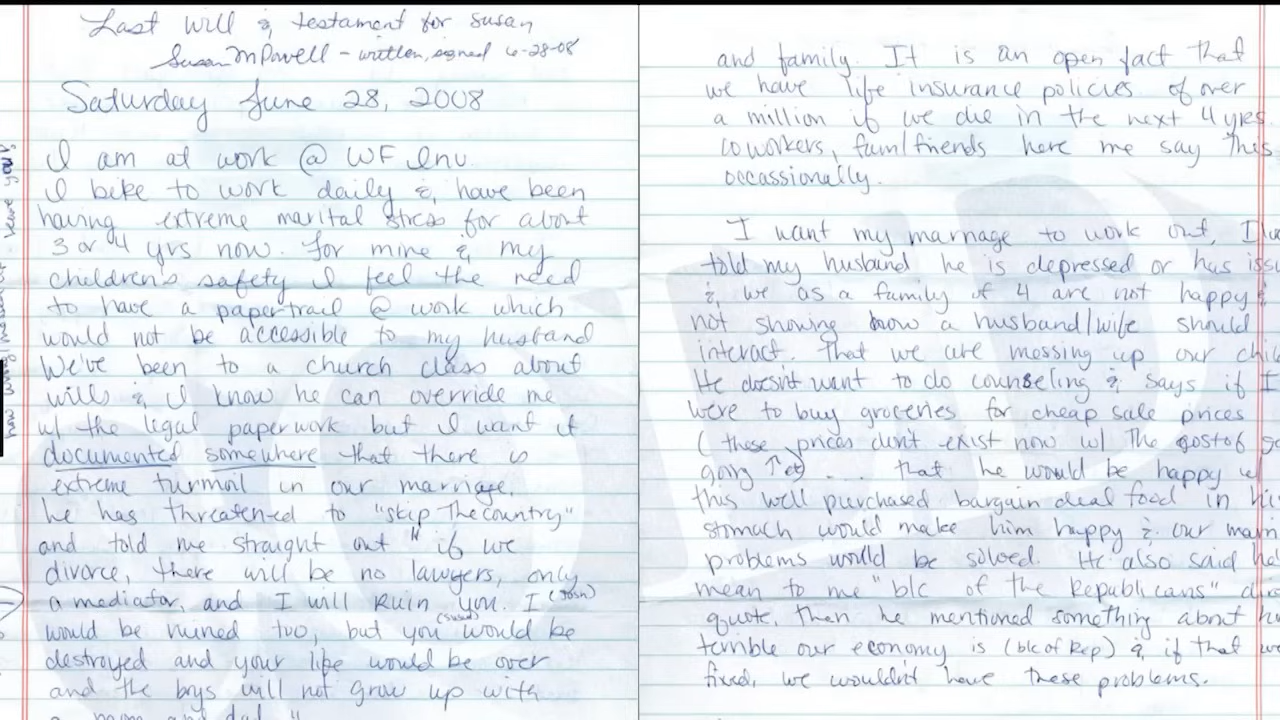 Last will & testament for Susan
Susan M Powell - written, signed 6-28-08
Saturday June 28, 2008
I am at work @ WF Inv.
I bike to work daily & have been
having extreme marital stress for about
3 or 4 yrs now. For mine & my
children's safety I feel the need
to have a papertrail @ work which
would not be accessible to my husband
We've been to a church class about
wills & I know he can override me
w/ the legal paperwork but I want it
documented somewhere that there is
extreme turmoil in our marriage.
he has threatened to "skip the country"
and told me straight out "if we
divorce, there will be no lawyers, only
a mediator, and I will ruin you. I (Josh)
would be ruined too, but you (susan) would be
destroyed and your life would be over
and the boys will not grow up with
a mom and dad"
and family. It is an open fact that
we have life insurance policies of over
a million if we die in the next 4 yrs.
coworkers, fam/friends here me say this
occassionally.
I want my marriage to work out, I
told my husband he is depressed or has
& we as a family of 4 are not happy
not showing how a husband/wife should
interact. That we are messing up our
He doesn't want to do counseling & says if I
were to buy groceries for cheap sale prices
(these prices don't exist now w/ the cost of
going ↑ etc) .... that he would be happy w/
this well purchased bargain deal food in
stomach would make him happy & our main
problems would be solved. He also said
mean to me "b/c of the Republicans"
quote, then he mentioned something about
terrible our economy is (b/c of Rep) & if that
fixed, we wouldn't have these problems.